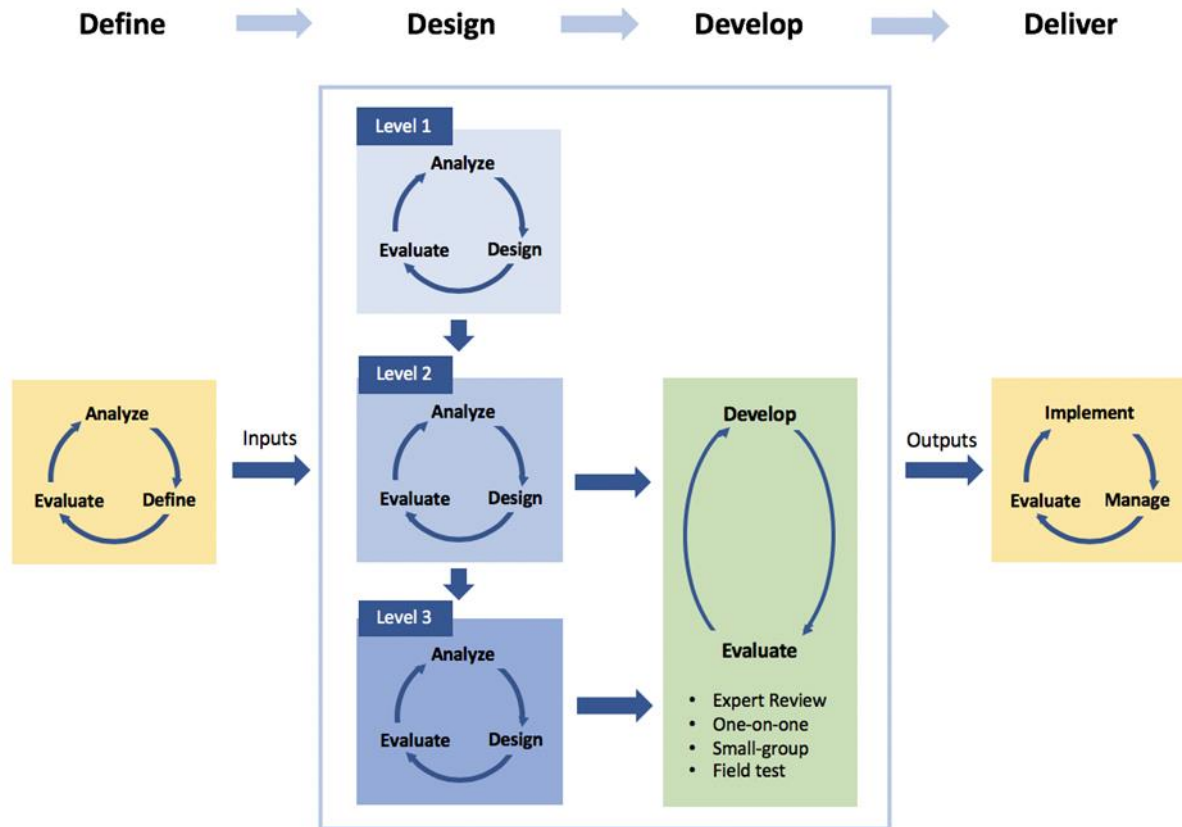 Define
Design
Develop
Deliver
Level 1
Analyze
Evaluate
Design
Level 2
Analyze
Evaluate
Design
Level 3
Analyze
Evaluate
Design
Analyze
Evaluate
Define
Inputs
Develop
Evaluate
• Expert Review
• One-on-one
• Small-group
• Field test
Outputs
Implement
Evaluate
Manage